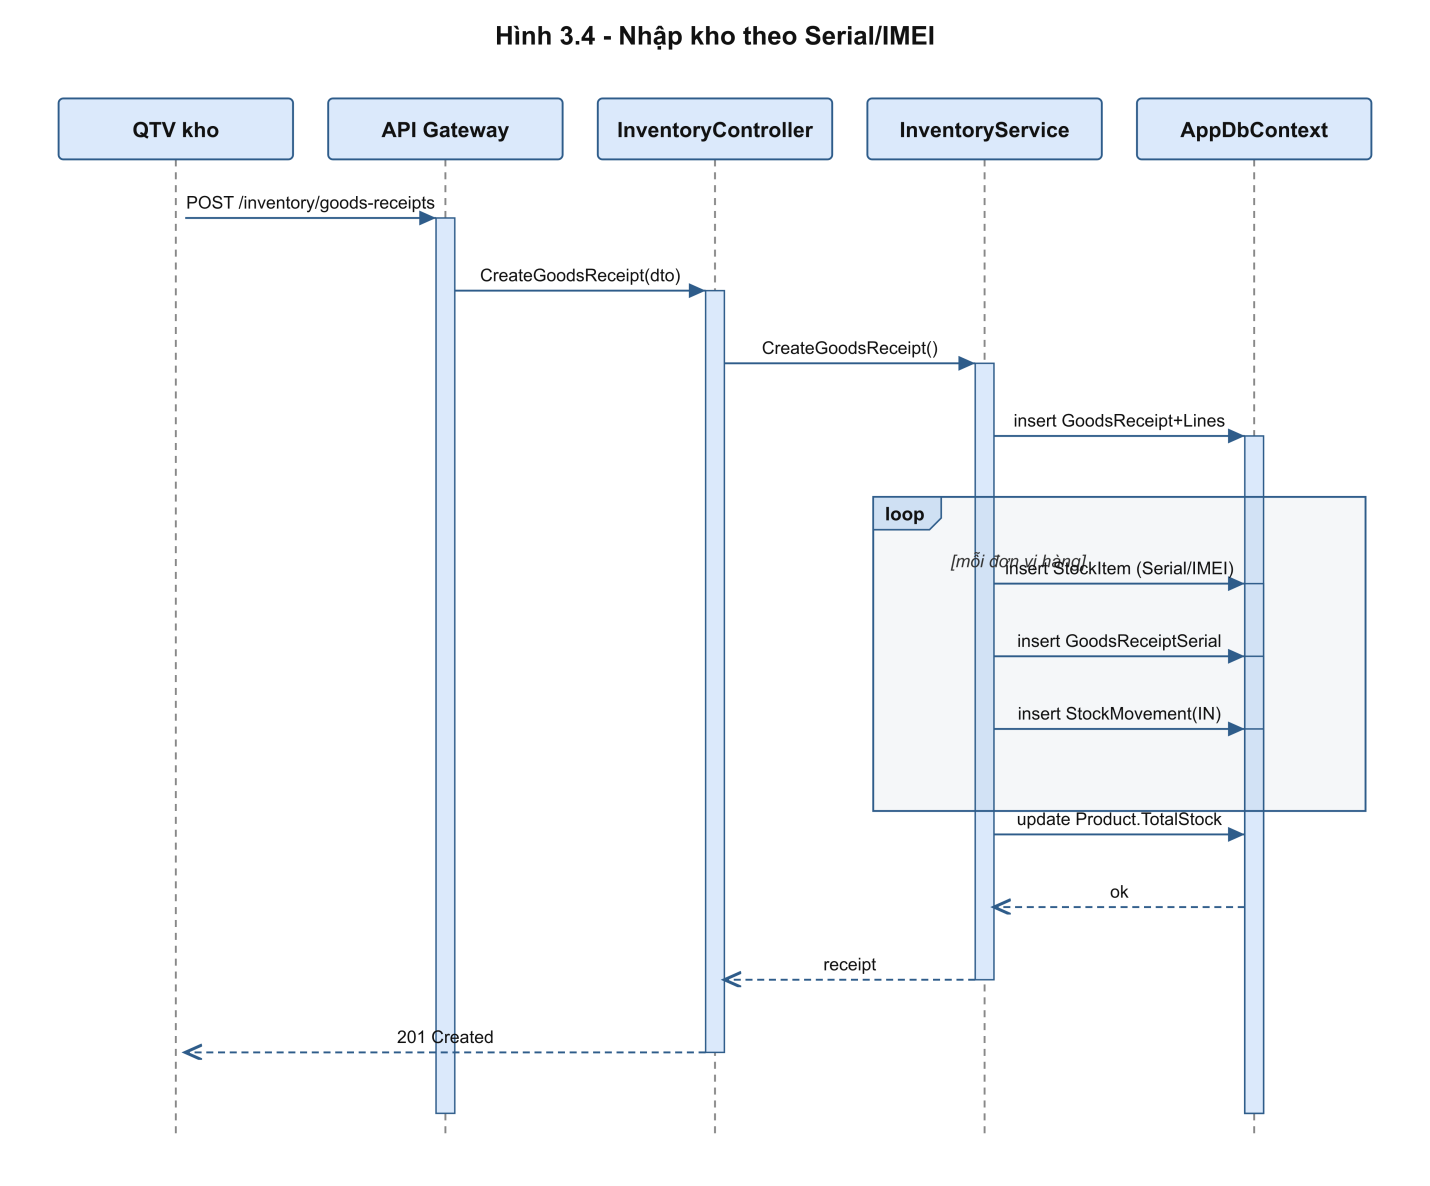 Hình 3.4 - Nhập kho theo Serial/IMEI
QTV kho
API Gateway
InventoryController
InventoryService
AppDbContext
POST /inventory/goods-receipts
CreateGoodsReceipt(dto)
CreateGoodsReceipt()
insert GoodsReceipt+Lines
loop
[mỗi đơn vị hàng]
insert StockItem (Serial/IMEI)
insert GoodsReceiptSerial
insert StockMovement(IN)
update Product.TotalStock
ok
receipt
201 Created